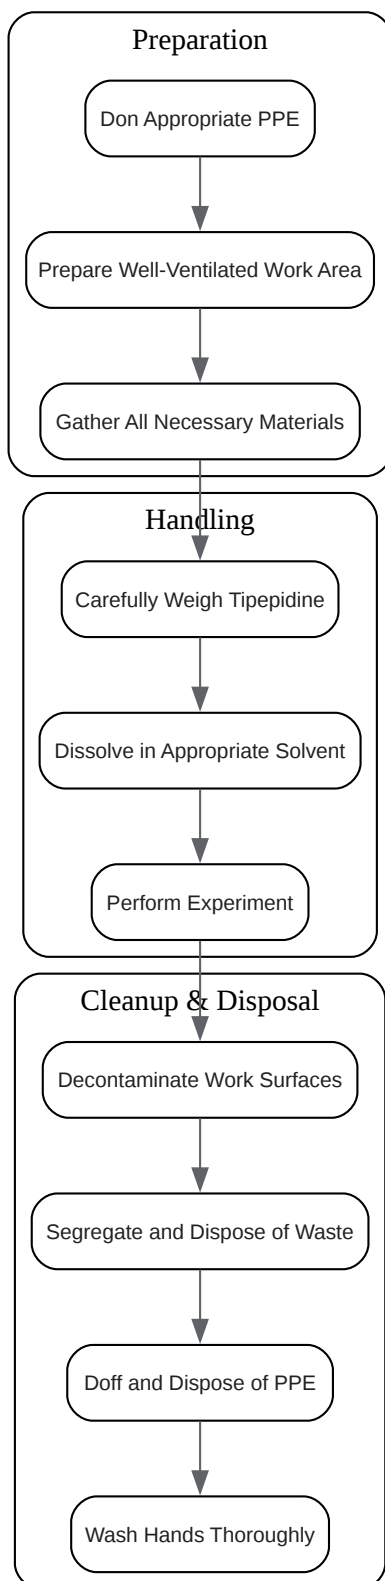 Preparation
Don Appropriate PPE
Prepare Well-Ventilated Work Area
Gather All Necessary Materials
Handling
Carefully Weigh Tipepidine
Dissolve in Appropriate Solvent
Perform Experiment
Cleanup & Disposal
Decontaminate Work Surfaces
Segregate and Dispose of Waste
Doff and Dispose of PPE
Wash Hands Thoroughly